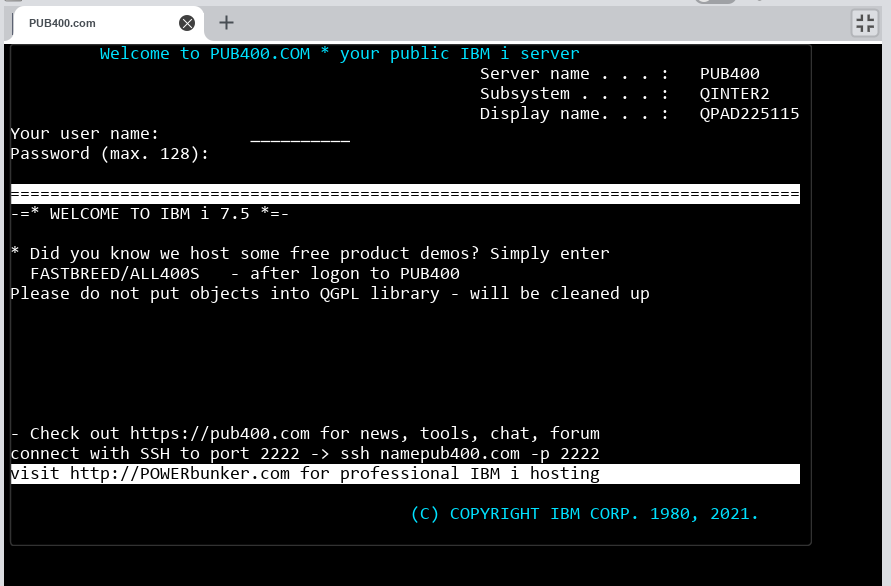 PUB400.com
Welcome to PUB400.COM * your public IBM i server
Server name . . . :   PUB400
Subsystem . . . . :   QINTER2
Display name. . . :   QPAD225115
Your user name:         __________
Password (max. 128):
===============================================================================
-=* WELCOME TO IBM i 7.5 *=-
* Did you know we host some free product demos? Simply enter
FASTBREED/ALL400S   - after logon to PUB400
Please do not put objects into QGPL library - will be cleaned up
- Check out https://pub400.com for news, tools, chat, forum
connect with SSH to port 2222 -> ssh namepub400.com -p 2222
visit http://POWERbunker.com for professional IBM i hosting
(C) COPYRIGHT IBM CORP. 1980, 2021.